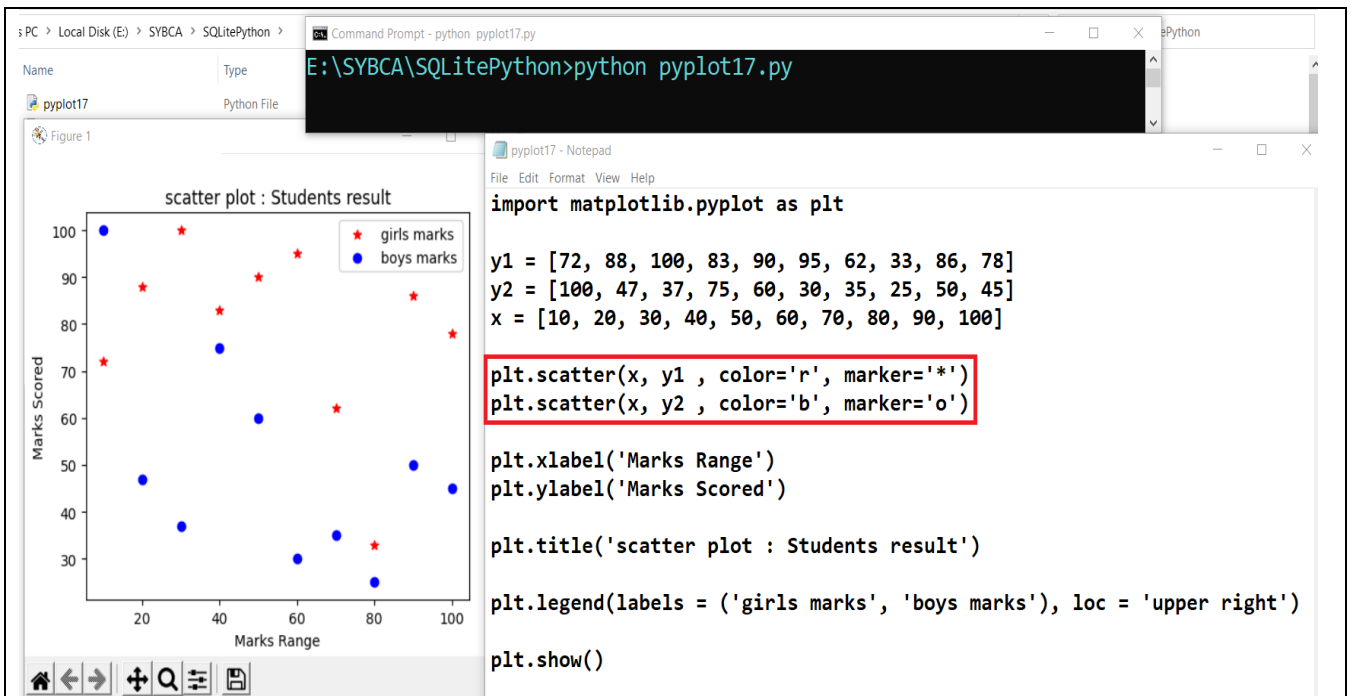 s PC > Local Disk (E:) > SYBCA > SQLitePython >
Command Prompt - python pyplot17.py
ePython
Name
Type
E:\SYBCA\SQLitePython>python pyplot17.py
pyplot17
Python File
Figure 1
scatter plot : Students result
girls marks
boys marks
100
90
80
70
60
50
40
30
Marks Scored
20 40 60 80 100
Marks Range
pyplot17 - Notepad
File Edit Format View Help
import matplotlib.pyplot as plt
y1 = [72, 88, 100, 83, 90, 95, 62, 33, 86, 78]
y2 = [100, 47, 37, 75, 60, 30, 35, 25, 50, 45]
x = [10, 20, 30, 40, 50, 60, 70, 80, 90, 100]
plt.scatter(x, y1 , color='r', marker='*')
plt.scatter(x, y2 , color='b', marker='o')
plt.xlabel('Marks Range')
plt.ylabel('Marks Scored')
plt.title('scatter plot : Students result')
plt.legend(labels = ('girls marks', 'boys marks'), loc = 'upper right')
plt.show()